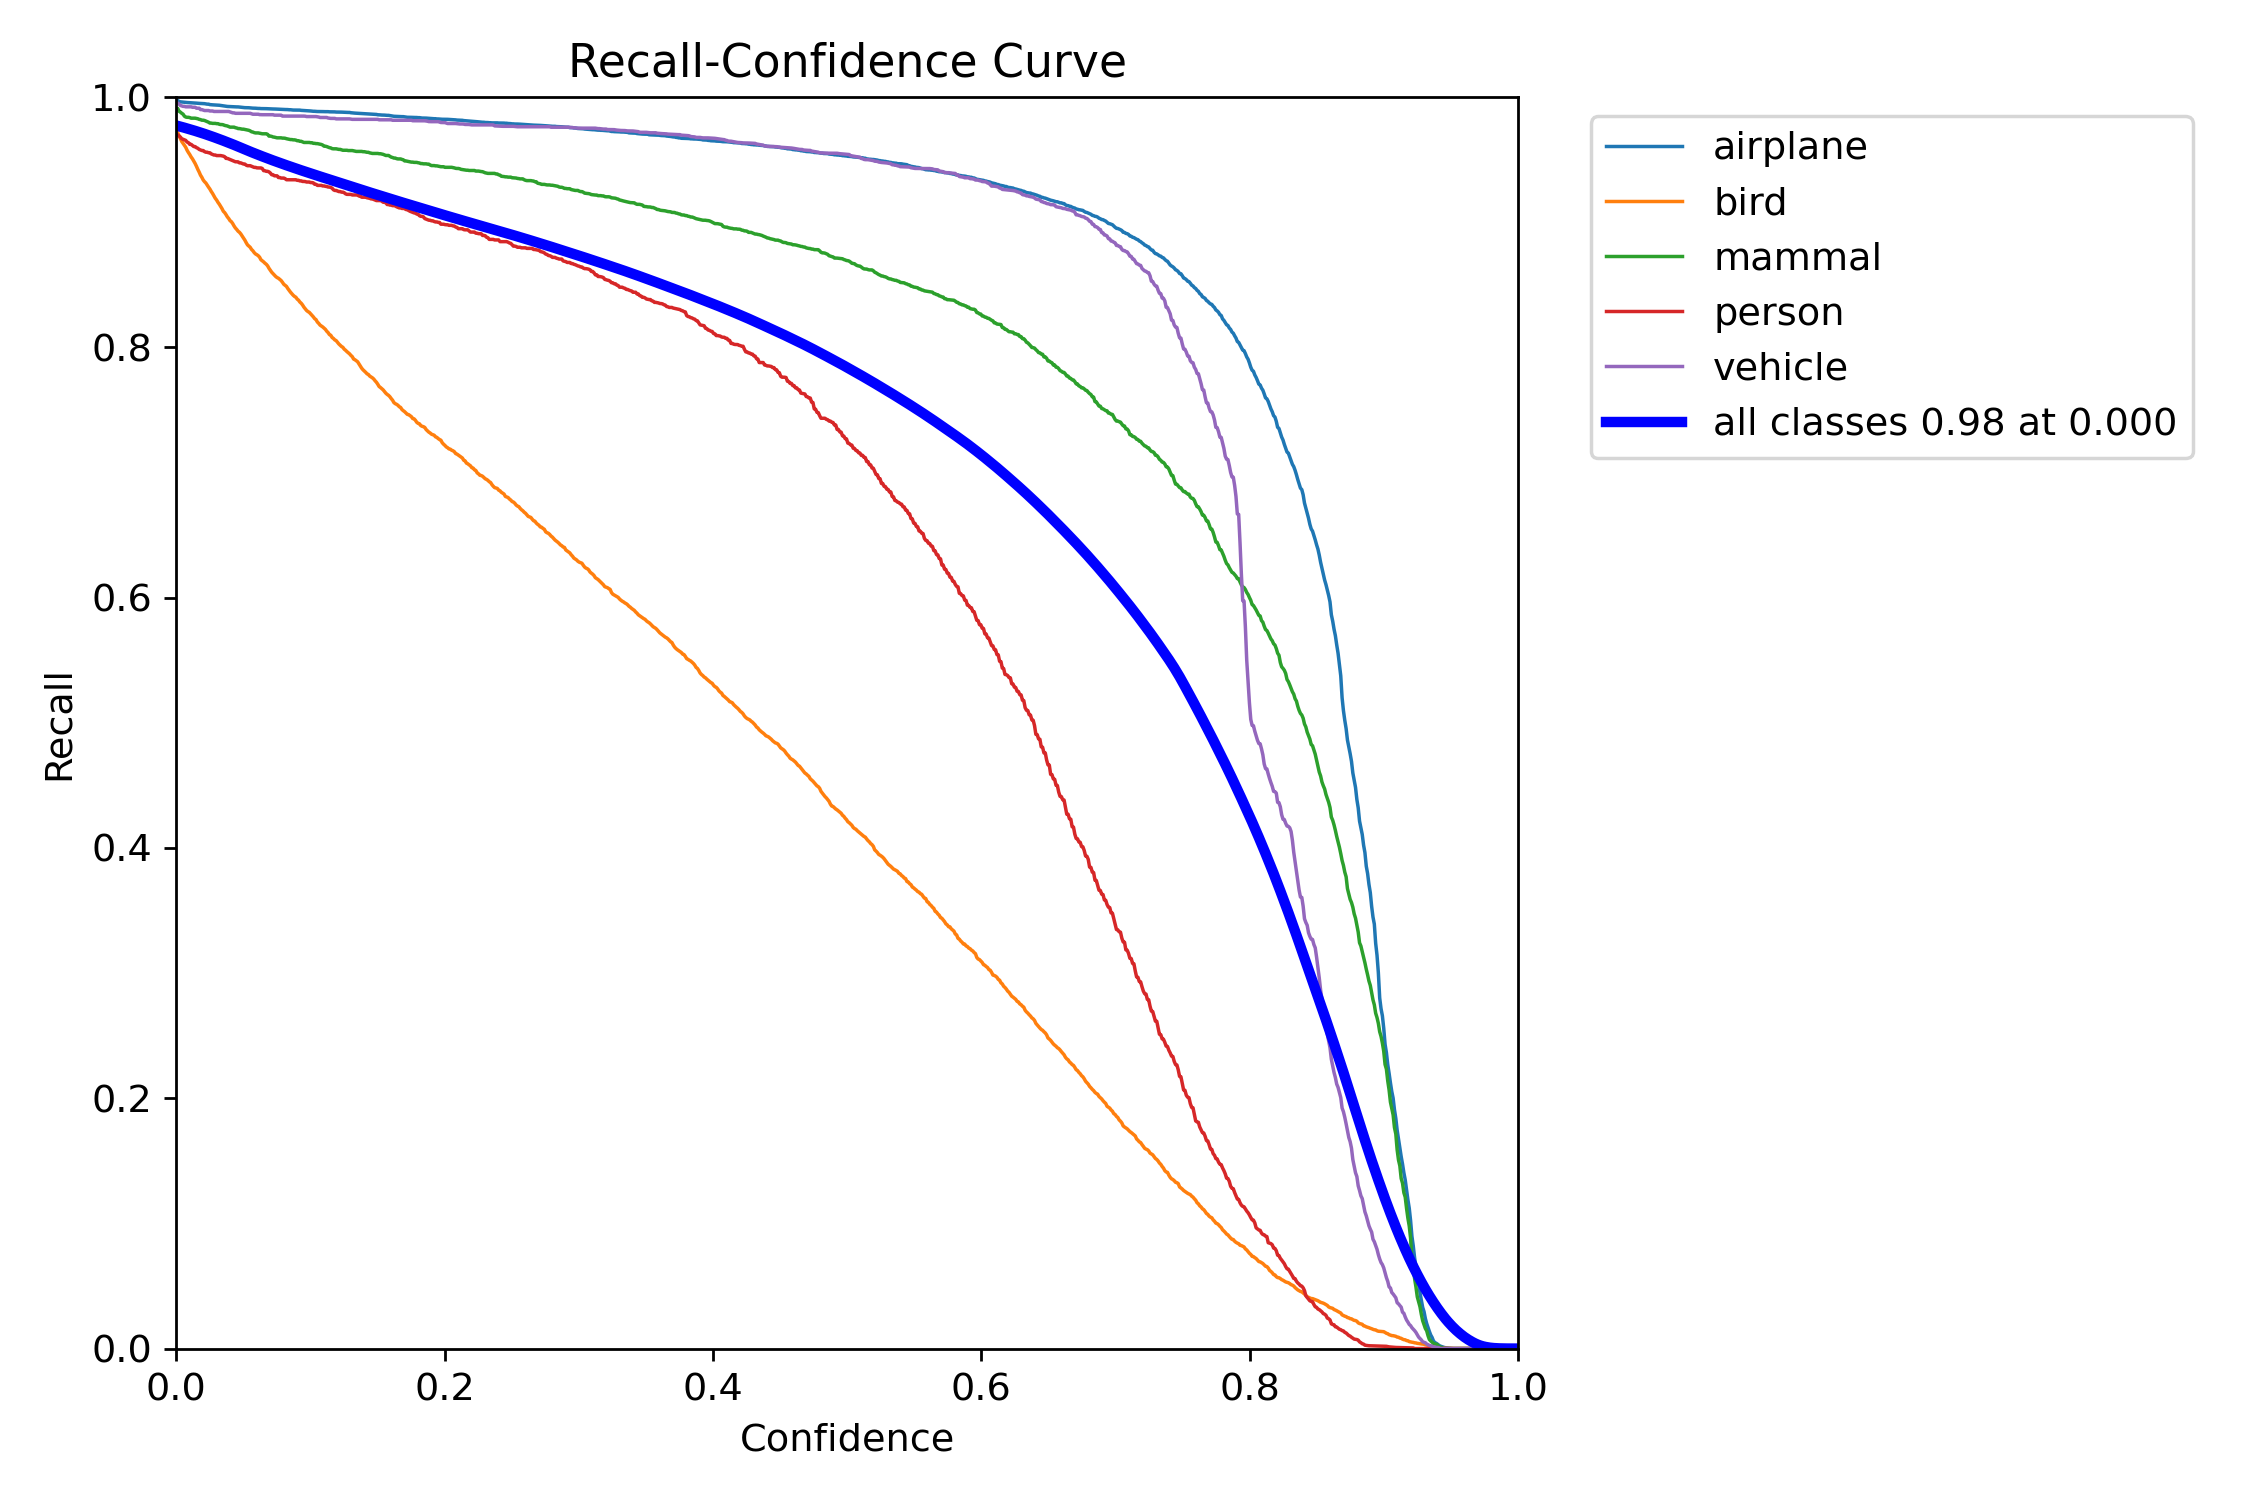 Recall-Confidence Curve
1.0
0.8
0.6
0.4
0.2
0.0
Recall
0.0 0.2 0.4 0.6 0.8 1.0
Confidence
airplane
bird
mammal
person
vehicle
all classes 0.98 at 0.000